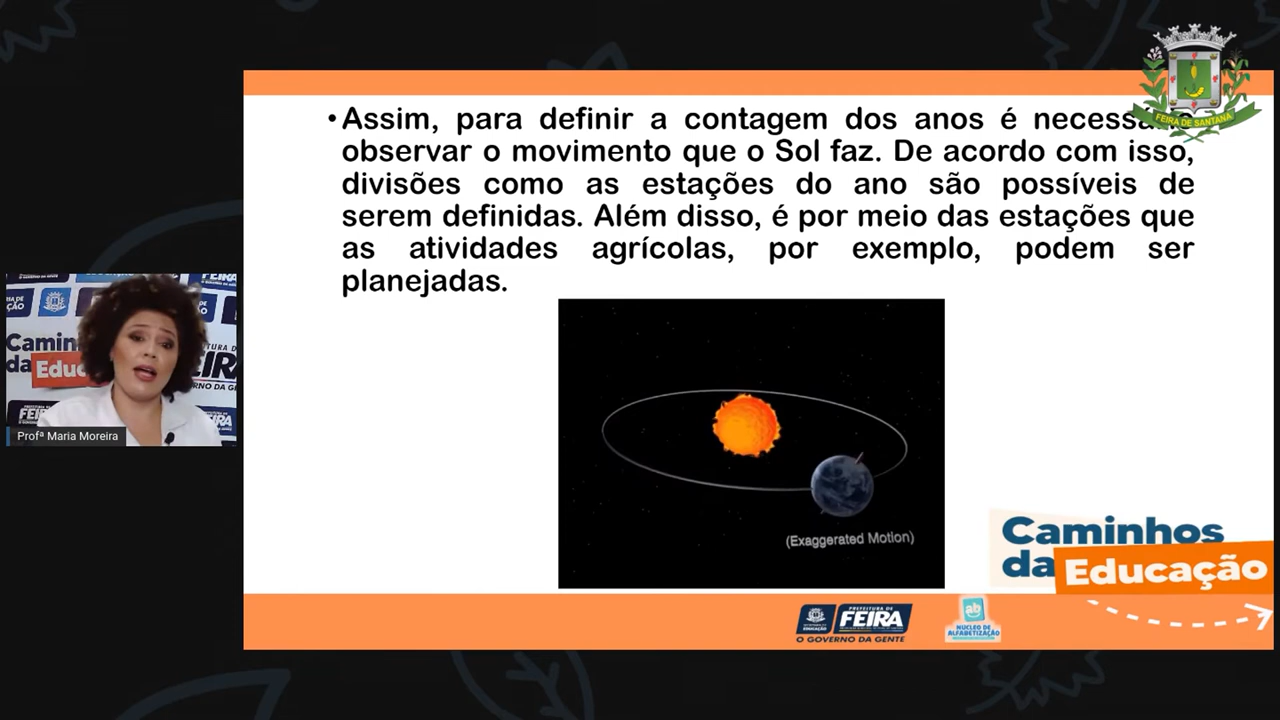 FEIRA DE SANTANA
• Assim, para definir a contagem dos anos é
observar o movimento que o Sol faz. De acordo com isso,
divisões como as estações do ano são possíveis de
serem definidas. Além disso, é por meio das estações que
as atividades agrícolas, por exemplo, podem ser
planejadas.
(Exaggerated Motion)
Profª Maria Moreira
Caminhos
da Educação
PREFEITURA DE
FEIRA
O GOVERNO DA GENTE
NÚCLEO DE
ALFABETIZAÇÃO